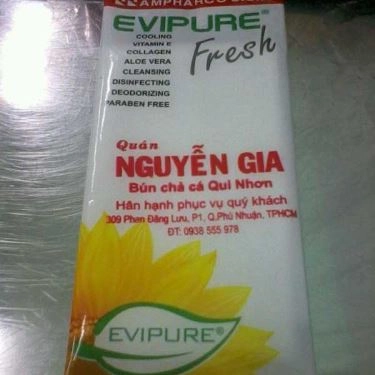 AMPHARCO
EVIPURE®
Fresh
COOLING
VITAMIN E
COLLAGEN
ALOE VERA
CLEANSING
DISINFECTING
DEODORIZING
PARABEN FREE
Quán
NGUYỄN GIA
Bún chả cá Qui Nhơn
Hân hạnh phục vụ quý khách
309 Phan Đăng Lưu, P1, Q.Phú Nhuận, TPHCM
ĐT: 0938 555 978
EVIPURE®